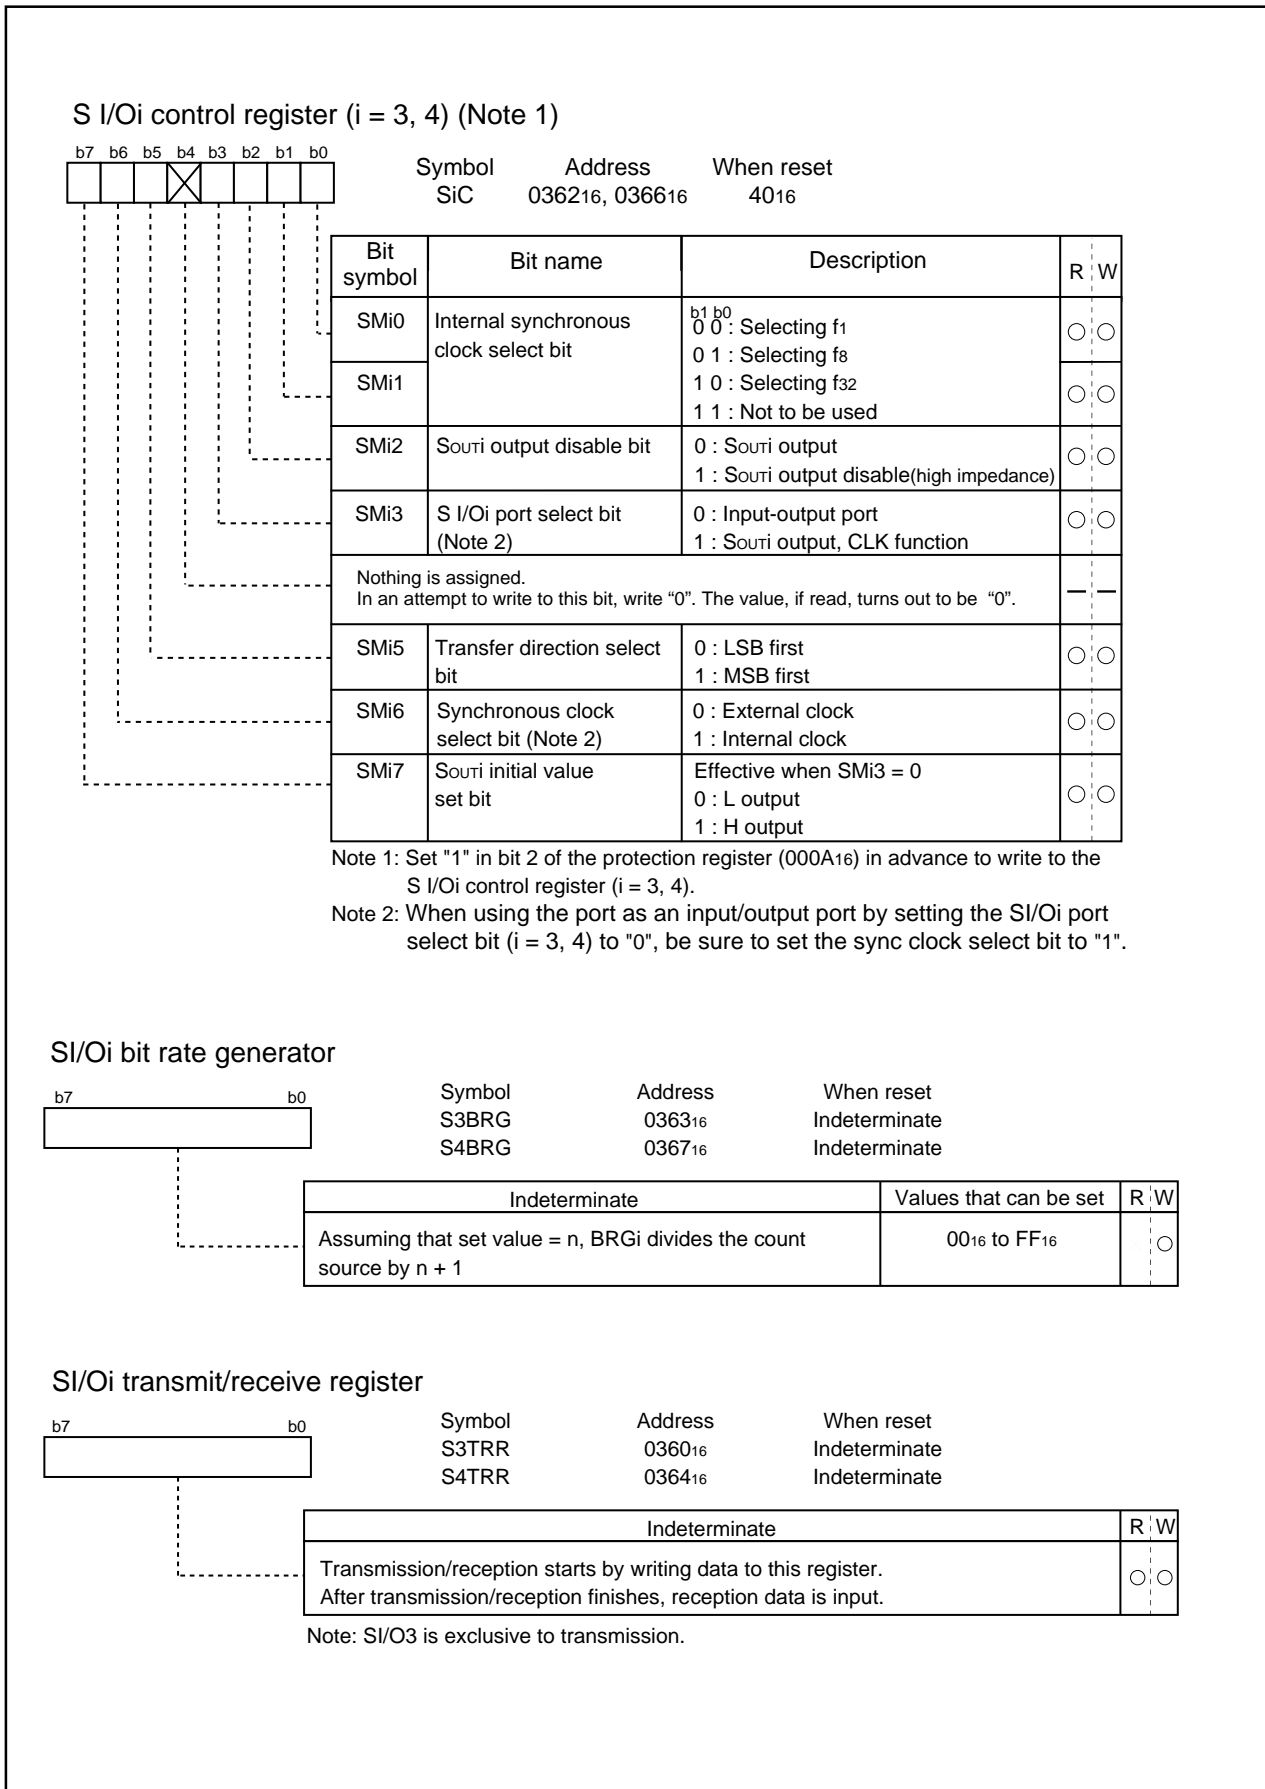 S I/Oi control register (i = 3, 4) (Note 1)
b7 b6 b5 b4 b3 b2 b1 b0
Symbol Address When reset
SiC 036216, 036616 4016
Bit symbol Bit name Description R W
SMi0 Internal synchronous clock select bit
b1 b0
0 0 : Selecting f1
0 1 : Selecting f8
SMi1
1 0 : Selecting f32
1 1 : Not to be used
SMi2 SOUTi output disable bit 0 : SOUTi output
1 : SOUTi output disable(high impedance)
SMi3 S I/Oi port select bit 0 : Input-output port
(Note 2) 1 : SOUTi output, CLK function
Nothing is assigned.
In an attempt to write to this bit, write “0”. The value, if read, turns out to be “0”.
SMi5 Transfer direction select 0 : LSB first
bit 1 : MSB first
SMi6 Synchronous clock 0 : External clock
select bit (Note 2) 1 : Internal clock
SMi7 SOUTi initial value Effective when SMi3 = 0
set bit 0 : L output
1 : H output
Note 1: Set "1" in bit 2 of the protection register (000A16) in advance to write to the
S I/Oi control register (i = 3, 4).
Note 2: When using the port as an input/output port by setting the SI/Oi port
select bit (i = 3, 4) to "0", be sure to set the sync clock select bit to "1".
SI/Oi bit rate generator
b7 b0
Symbol Address When reset
S3BRG 036316 Indeterminate
S4BRG 036716 Indeterminate
Indeterminate Values that can be set R W
Assuming that set value = n, BRGi divides the count 0016 to FF16
source by n + 1
SI/Oi transmit/receive register
b7 b0
Symbol Address When reset
S3TRR 036016 Indeterminate
S4TRR 036416 Indeterminate
Indeterminate R W
Transmission/reception starts by writing data to this register.
After transmission/reception finishes, reception data is input.
Note: SI/O3 is exclusive to transmission.